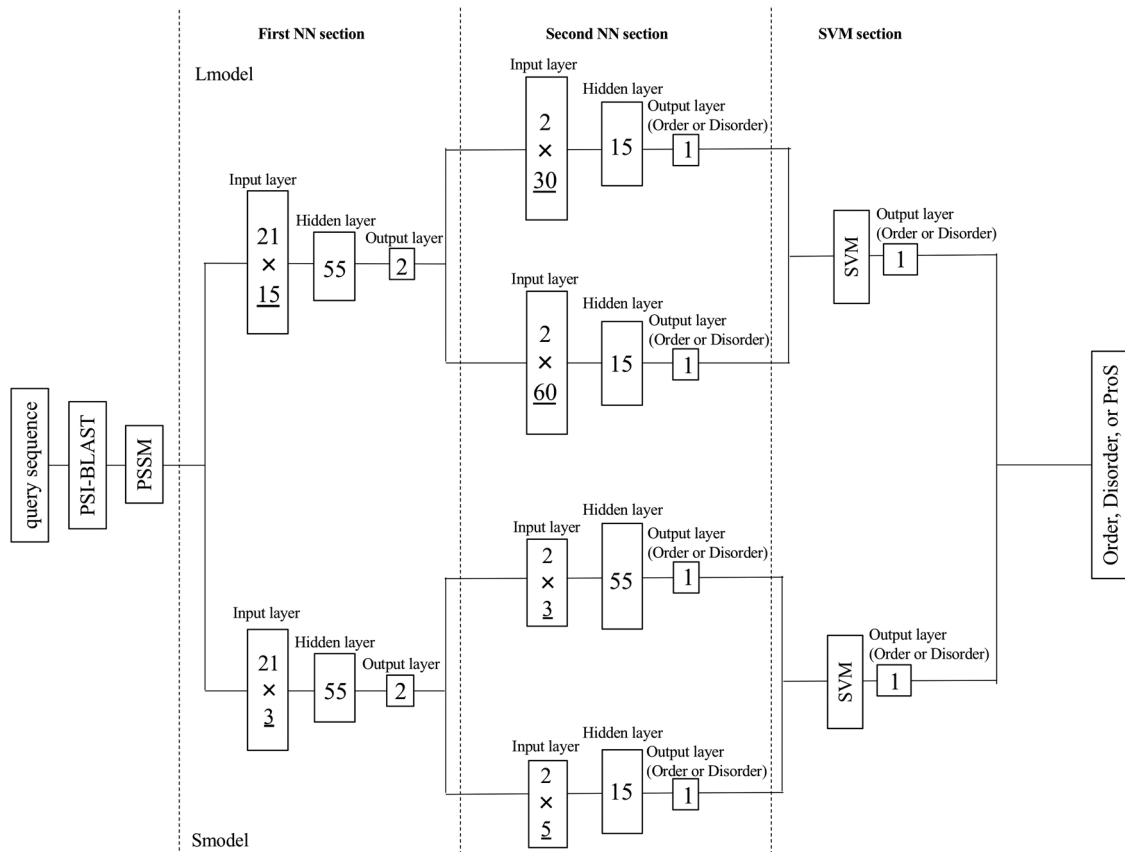 First NN section
Second NN section
SVM section
Lmodel
Input layer
2
×
30
Hidden layer
15
Output layer
(Order or Disorder)
1
Input layer
21
×
15
Hidden layer
55
Output layer
2
Input layer
2
×
60
Hidden layer
15
Output layer
(Order or Disorder)
1
SVM
Output layer
(Order or Disorder)
1
query sequence
PSI-BLAST
PSSM
Order, Disorder, or ProS
Input layer
2
×
3
Hidden layer
55
Output layer
(Order or Disorder)
1
Input layer
21
×
3
Hidden layer
55
Output layer
2
Input layer
2
×
5
Hidden layer
15
Output layer
(Order or Disorder)
1
SVM
Output layer
(Order or Disorder)
1
Smodel